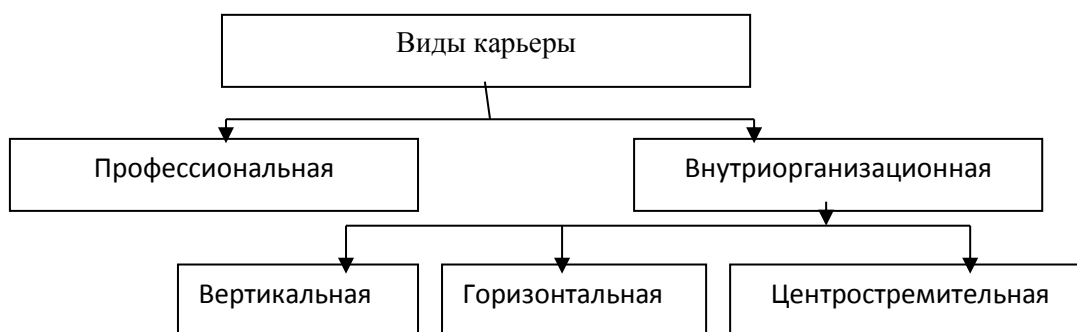 Виды карьеры
Профессиональная
Внутриорганизационная
Вертикальная
Горизонтальная
Центростремительная